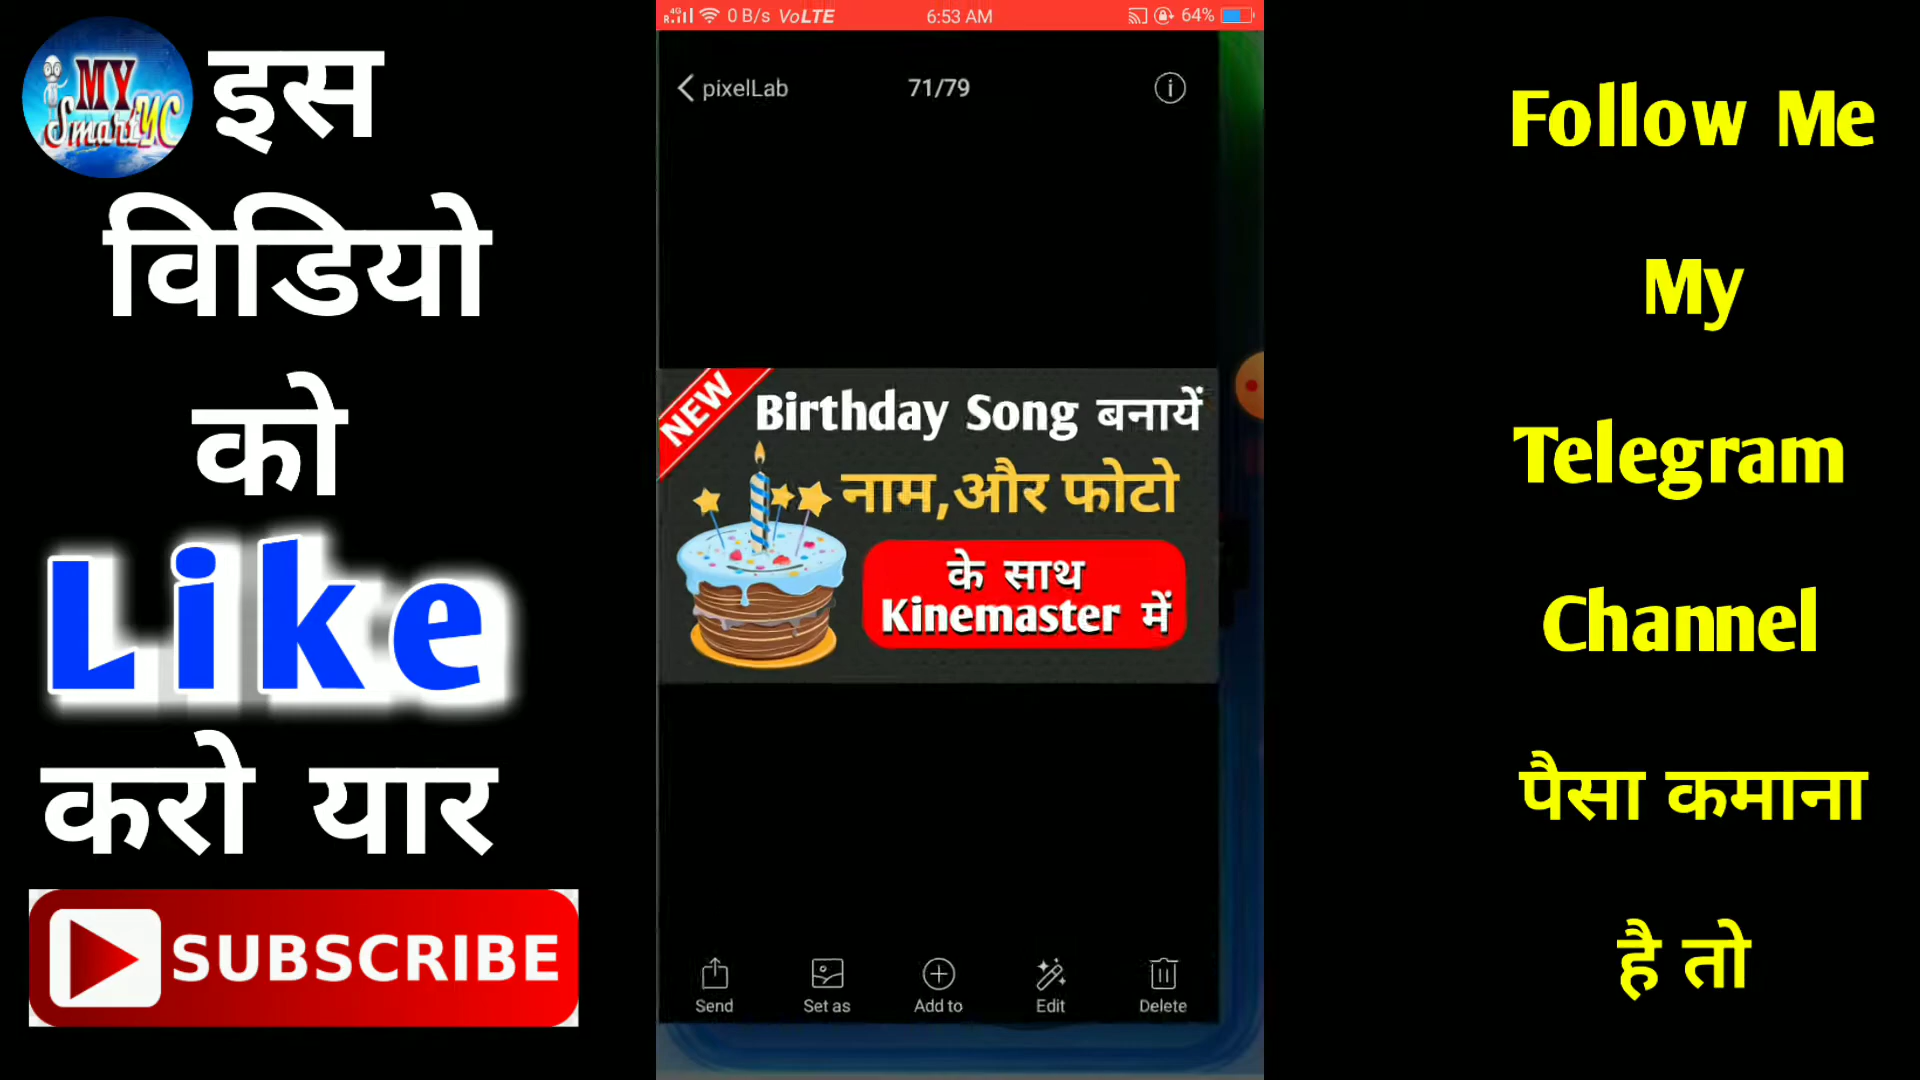 MY
SmartYC
इस
विडियो
को
Like
करो यार
SUBSCRIBE
4G
R
0 B/s VoLTE
6:53 AM
64%
pixelLab
71/79
NEW
Birthday Song बनायें
नाम,और फोटो
के साथ
Kinemaster में
Send
Set as
Add to
Edit
Delete
Follow Me
My
Telegram
Channel
पैसा कमाना
है तो